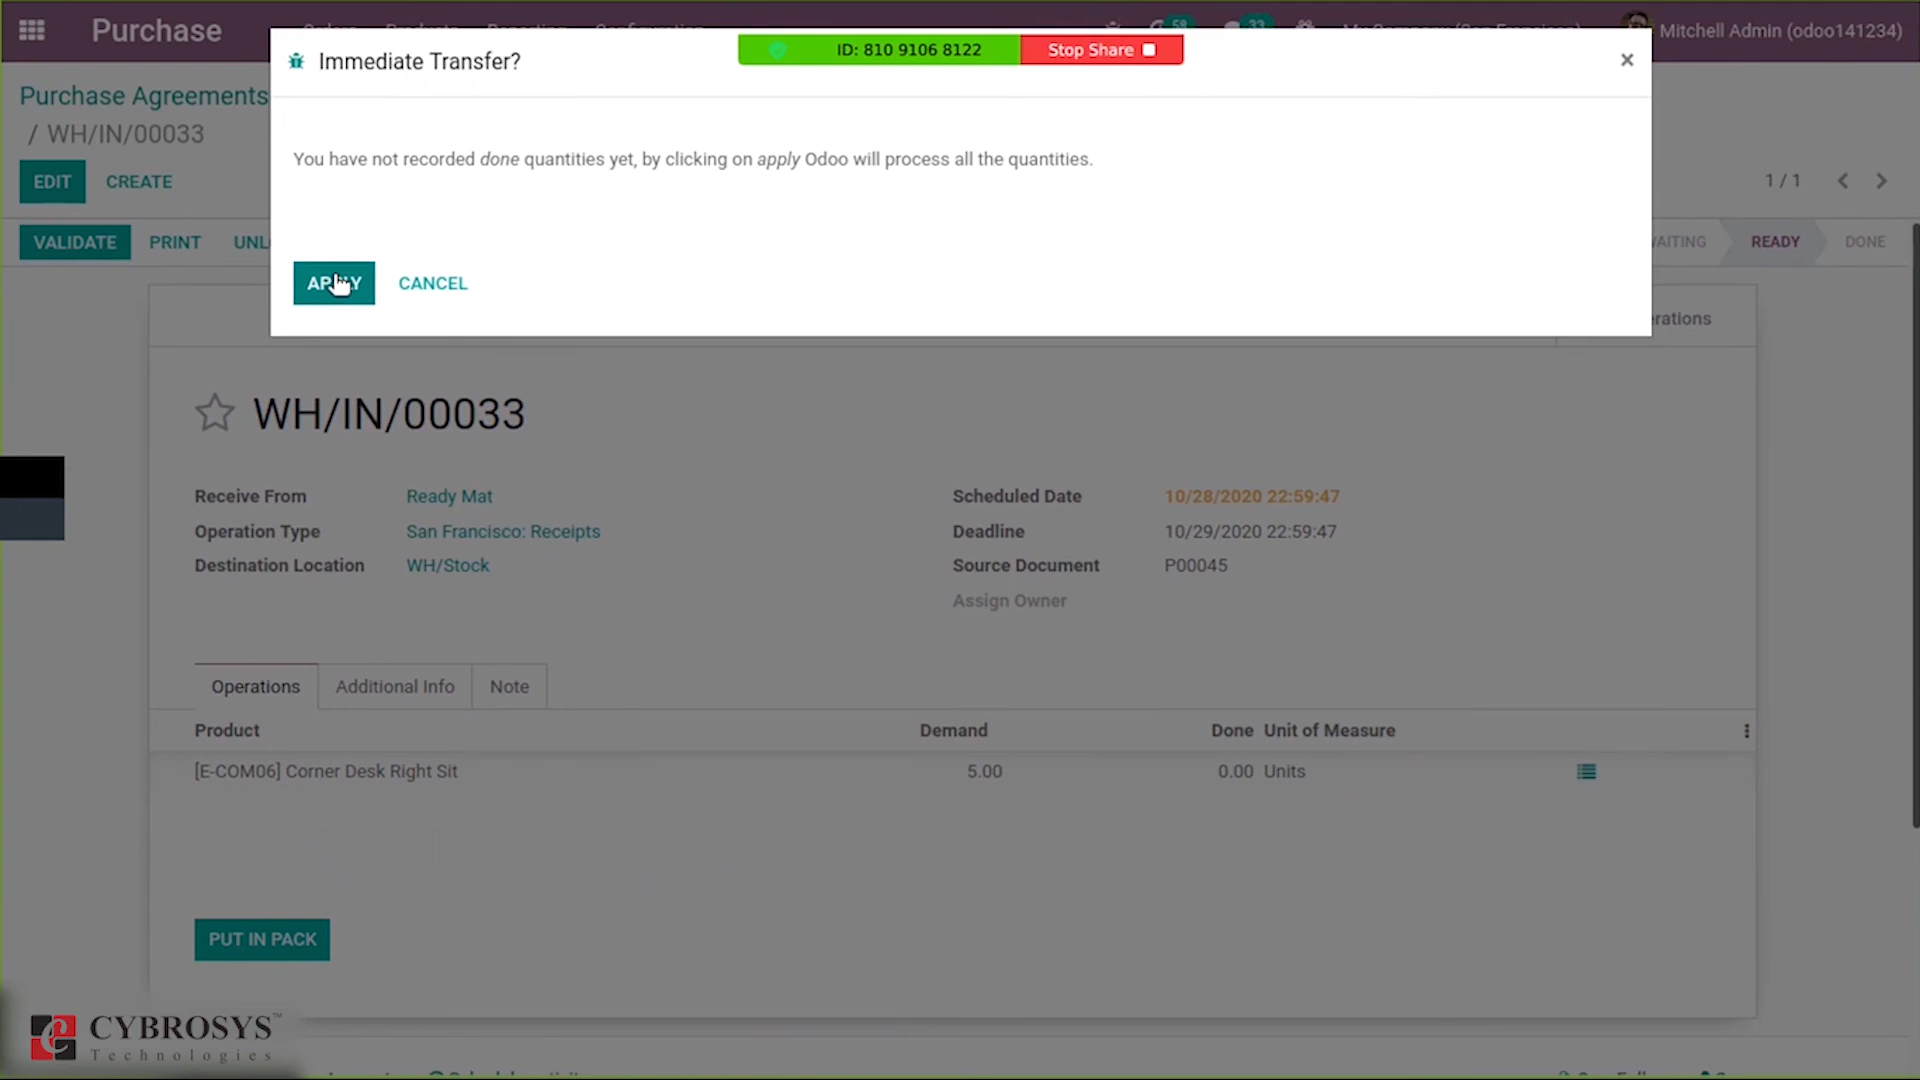 Purchase
58
33
Mitchell Admin (odoo141234)
Immediate Transfer?
ID: 810 9106 8122
Stop Share
×
Purchase Agreements
/ WH/IN/00033
You have not recorded done quantities yet, by clicking on apply Odoo will process all the quantities.
EDIT CREATE
1 / 1
VALIDATE PRINT
READY
DONE
APPLY CANCEL
WH/IN/00033
Receive From Ready Mat
Scheduled Date 10/28/2020 22:59:47
Operation Type San Francisco: Receipts
Deadline 10/29/2020 22:59:47
Destination Location WH/Stock
Source Document P00045
Assign Owner
Operations Additional Info Note
Product Demand Done Unit of Measure
[E-COM06] Corner Desk Right Sit 5.00 0.00 Units
PUT IN PACK
CYBROSYS™
Technologies